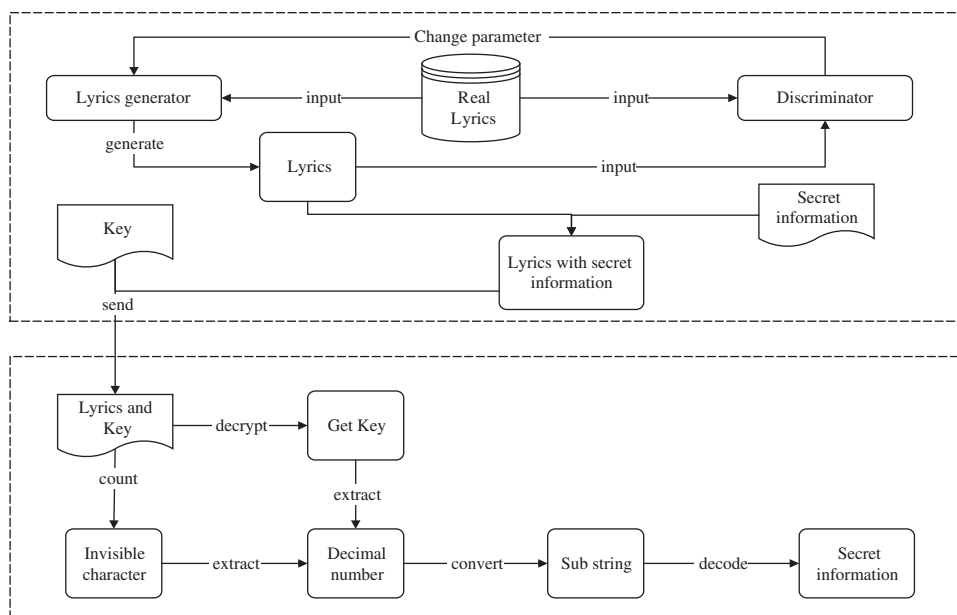 Change parameter
Lyrics generator
input
Real
Lyrics
input
Discriminator
generate
Lyrics
input
Key
Secret
information
Lyrics with secret
information
send
Lyrics and
Key
decrypt
Get Key
count
extract
Invisible
character
extract
Decimal
number
convert
Sub string
decode
Secret
information